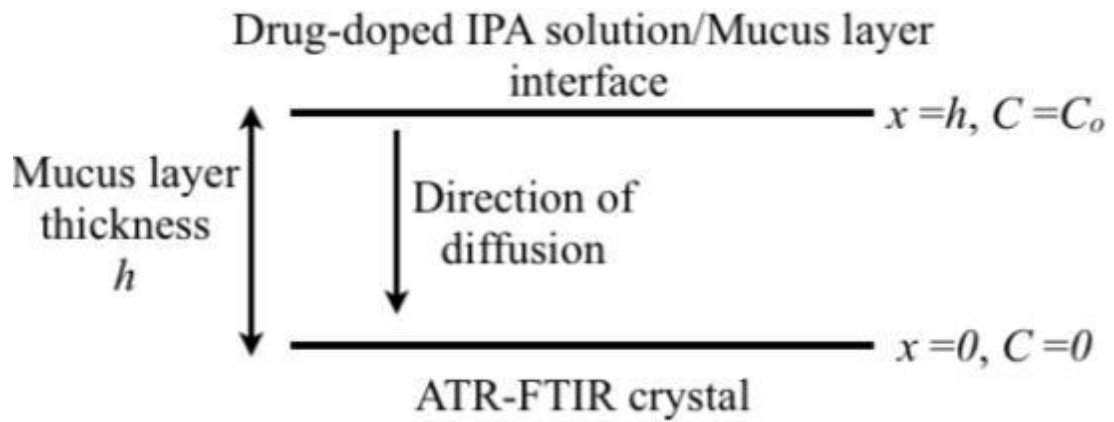 Drug-doped IPA solution/Mucus layer
interface
x =h, C =Cₒ
Mucus layer
thickness
h
Direction of
diffusion
x =0, C =0
ATR-FTIR crystal